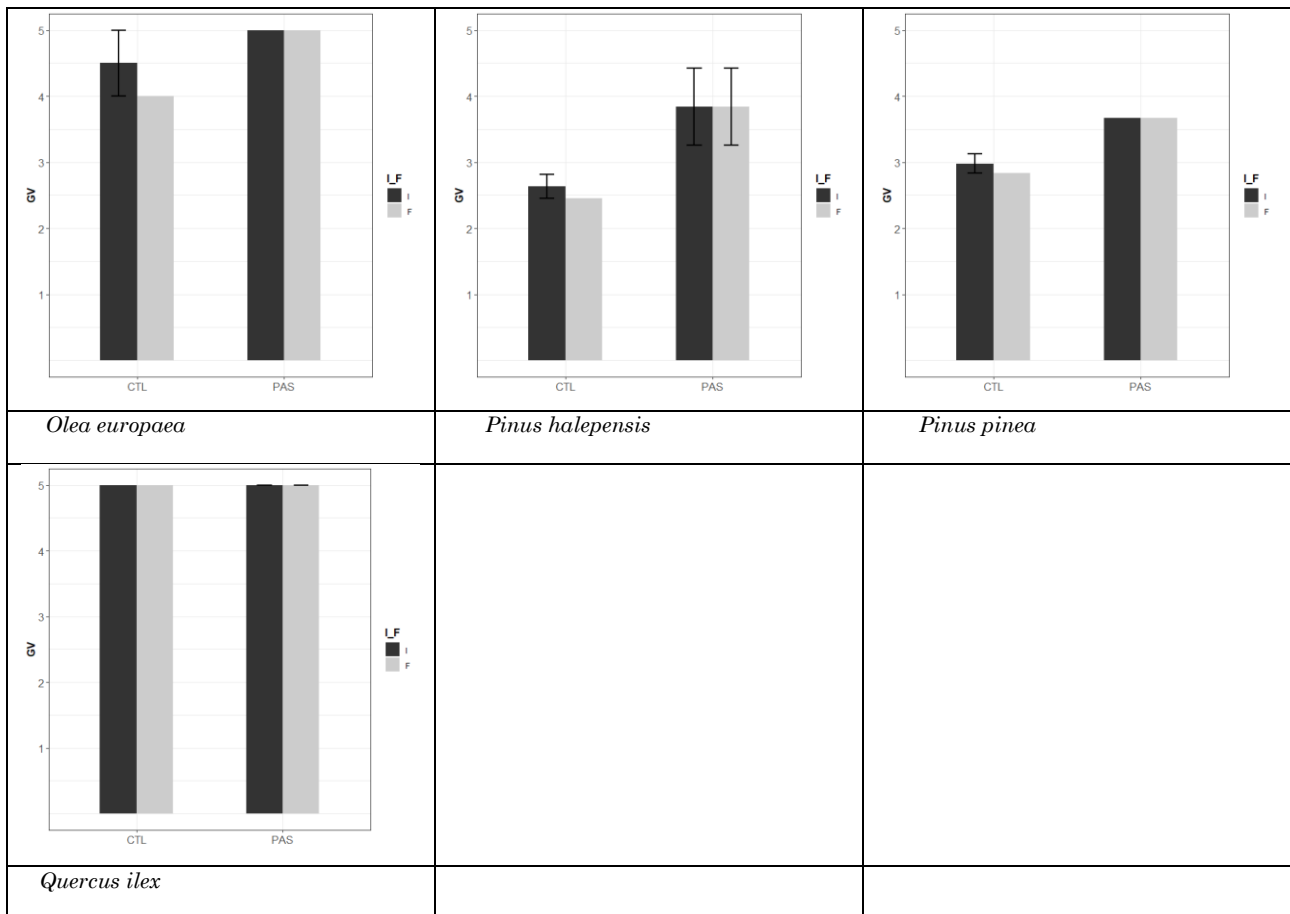 5
4
3
2
1
GV
CTL PAS
I_F
I
F
5
4
3
2
1
GV
CTL PAS
I_F
I
F
5
4
3
2
1
GV
CTL PAS
I_F
I
F
Olea europaea
Pinus halepensis
Pinus pinea
5
4
3
2
1
GV
CTL PAS
I_F
I
F
Quercus ilex